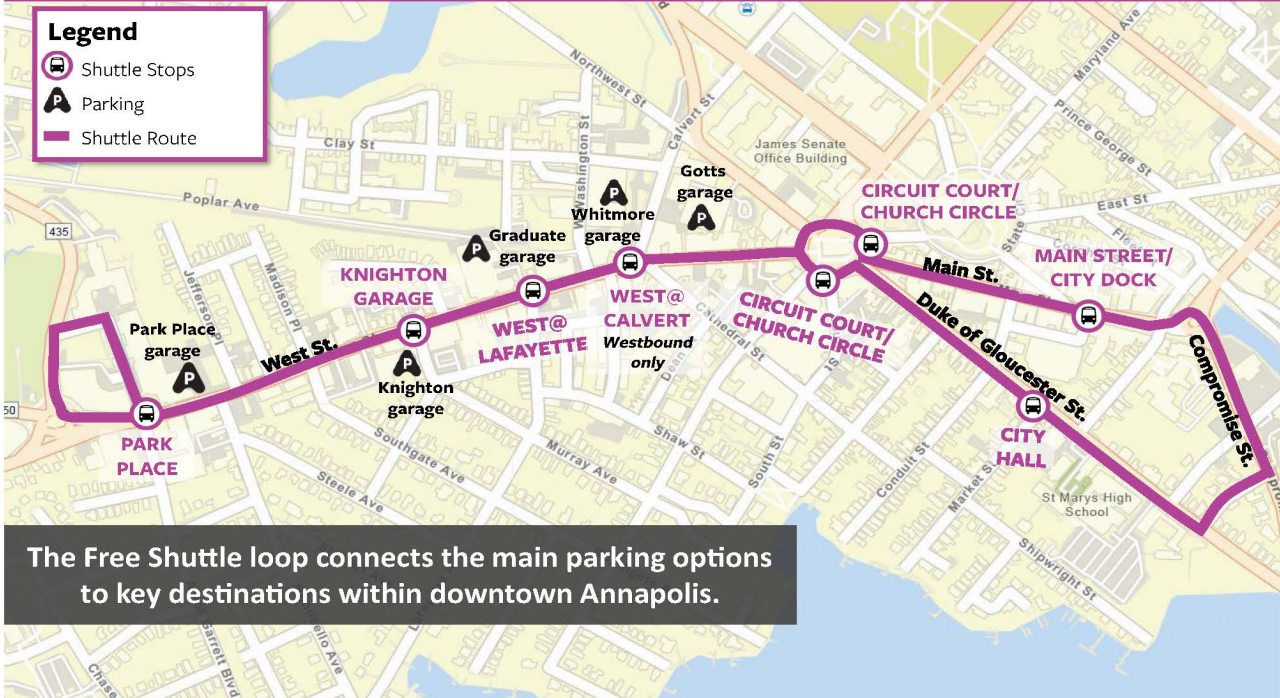 Legend
Shuttle Stops
P
Parking
Shuttle Route
Northwest St
Calvert St
Maryland Ave
Prince George St
East St
State Cir
Clay St
Washington St
James Senate
Office Building
Poplar Ave
435
P
Whitmore
garage
Gotts
garage
P
CIRCUIT COURT/
CHURCH CIRCLE
P
Graduate
garage
Main St.
MAIN STREET/
CITY DOCK
Jefferson Pl
Madison Pl
KNIGHTON
GARAGE
WEST@
LAFAYETTE
WEST@
CALVERT
Westbound
only
Cathedral St
CIRCUIT COURT/
CHURCH CIRCLE
Duke of Gloucester St.
Compromise St.
Park Place
garage
P
West St.
P
Knighton
garage
50
PARK
PLACE
CITY
HALL
Southgate Ave
Murray Ave
Shaw St
South St
Conduit St
Market S
Steele Ave
St Marys High
School
Shipwright St
The Free Shuttle loop connects the main parking options
to key destinations within downtown Annapolis.
Garrett Blvd
Chase